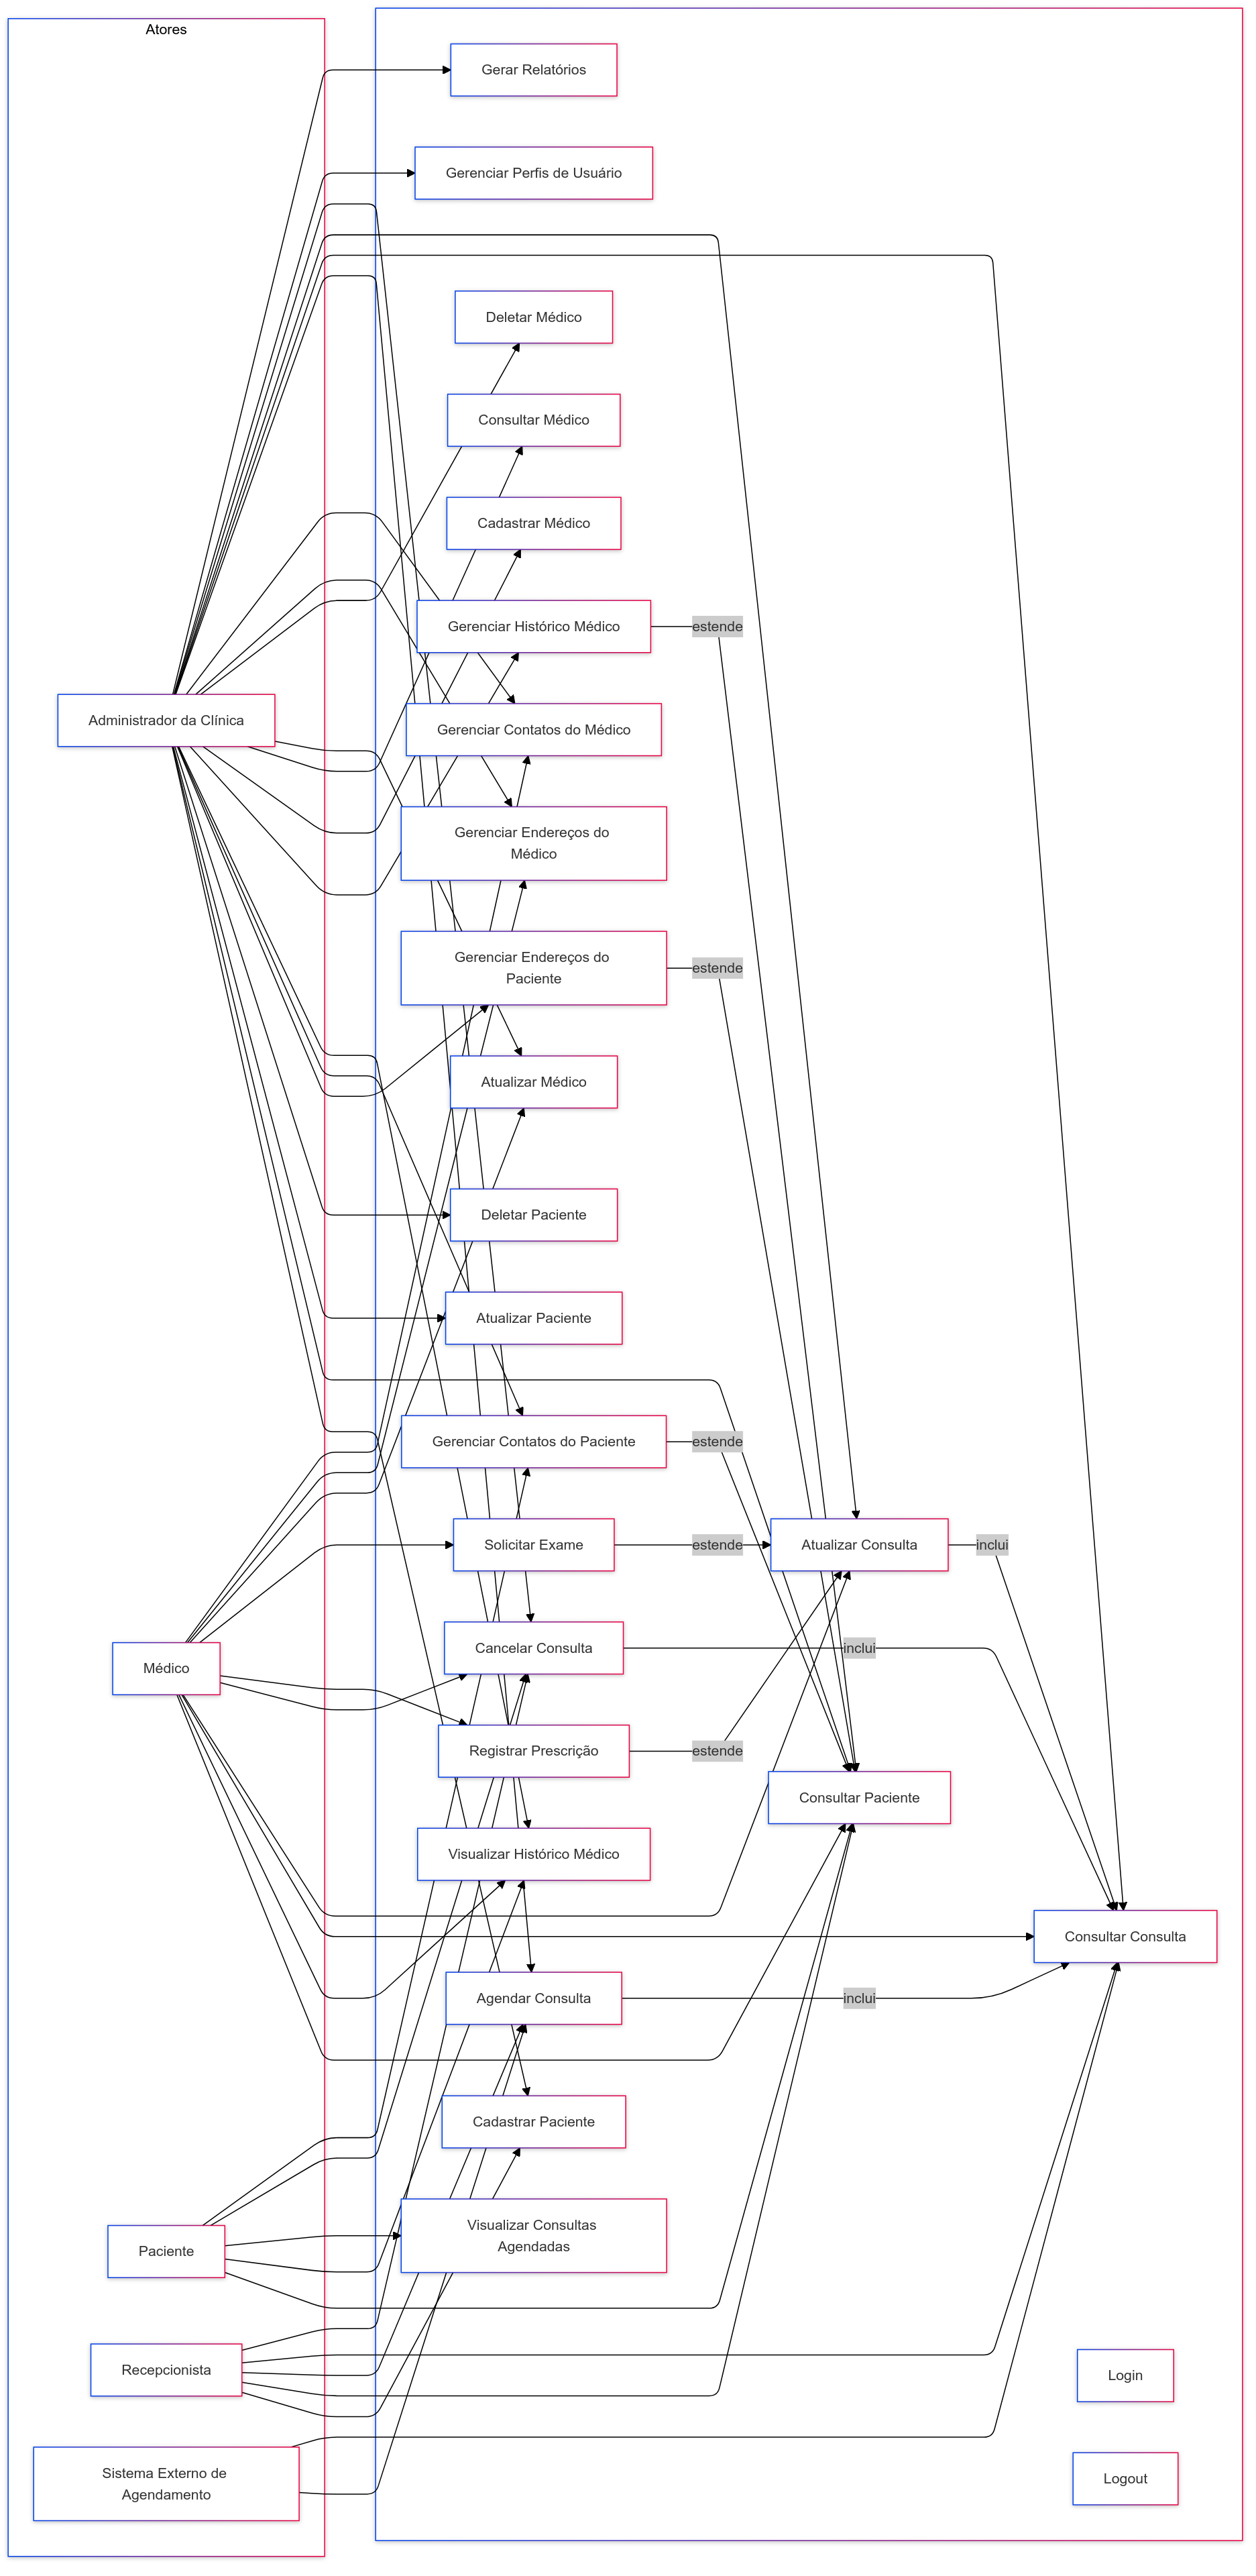 Atores
Gerar Relatórios
Gerenciar Perfis de Usuário
Deletar Médico
Consultar Médico
Cadastrar Médico
Gerenciar Histórico Médico
estende
Administrador da Clínica
Gerenciar Contatos do Médico
Gerenciar Endereços do
Médico
Gerenciar Endereços do
Paciente
estende
Atualizar Médico
Deletar Paciente
Atualizar Paciente
Gerenciar Contatos do Paciente
estende
Solicitar Exame
estende
Atualizar Consulta
inclui
Médico
Cancelar Consulta
inclui
Registrar Prescrição
estende
Consultar Paciente
Visualizar Histórico Médico
Consultar Consulta
Agendar Consulta
inclui
Cadastrar Paciente
Paciente
Visualizar Consultas
Agendadas
Recepcionista
Login
Sistema Externo de
Agendamento
Logout